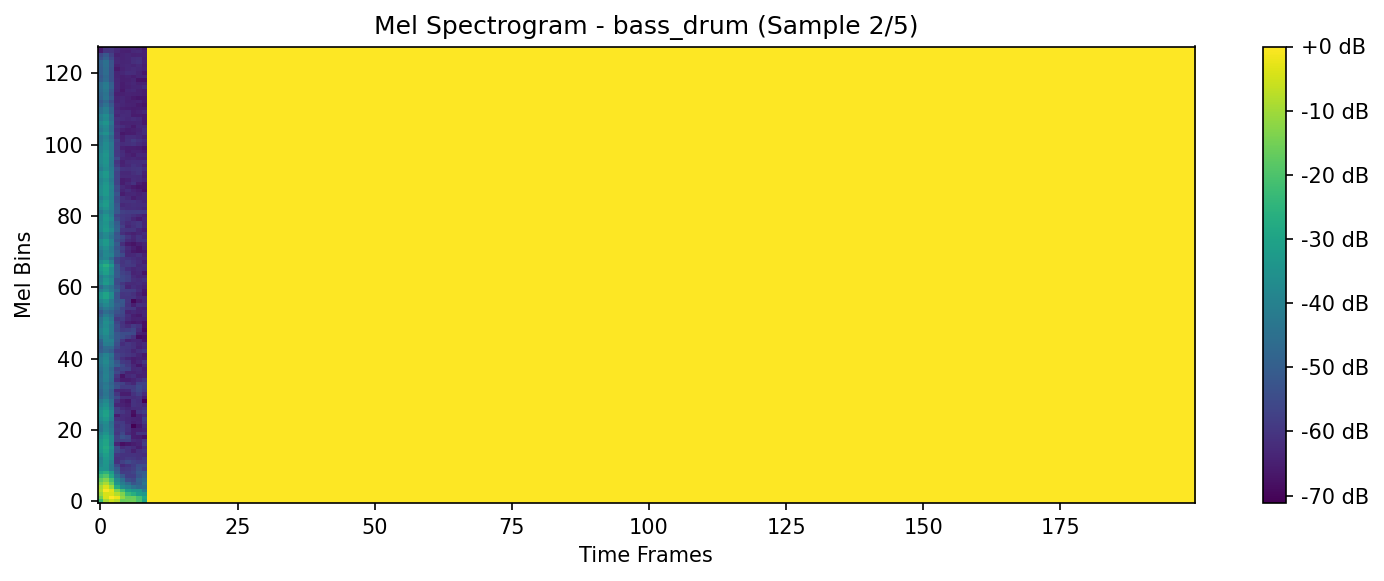 Mel Spectrogram - bass_drum (Sample 2/5)
Mel Bins
120
100
80
60
40
20
0
0 25 50 75 100 125 150 175
Time Frames
+0 dB
-10 dB
-20 dB
-30 dB
-40 dB
-50 dB
-60 dB
-70 dB